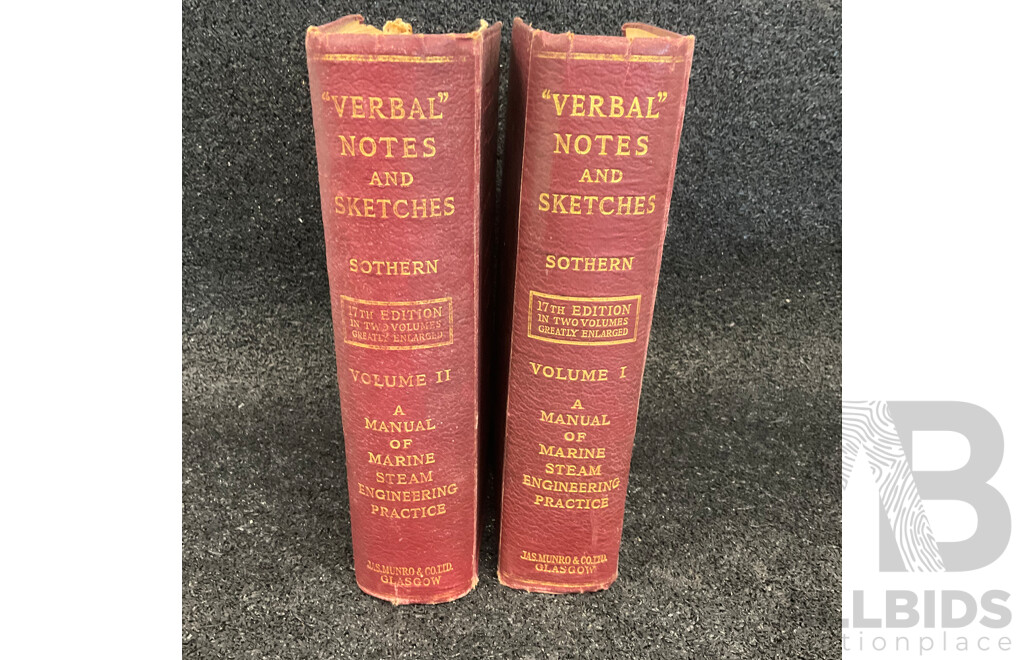 "VERBAL"
NOTES
AND
SKETCHES
SOTHERN
17TH EDITION
IN TWO VOLUMES
GREATLY ENLARGED
VOLUME II
A
MANUAL
OF
MARINE
STEAM
ENGINEERING
PRACTICE
JAS. MUNRO & CO. LTD.
GLASGOW
"VERBAL"
NOTES
AND
SKETCHES
SOTHERN
17TH EDITION
IN TWO VOLUMES
GREATLY ENLARGED
VOLUME I
A
MANUAL
OF
MARINE
STEAM
ENGINEERING
PRACTICE
JAS. MUNRO & CO. LTD.
GLASGOW
B
LLBIDS
ctionplace